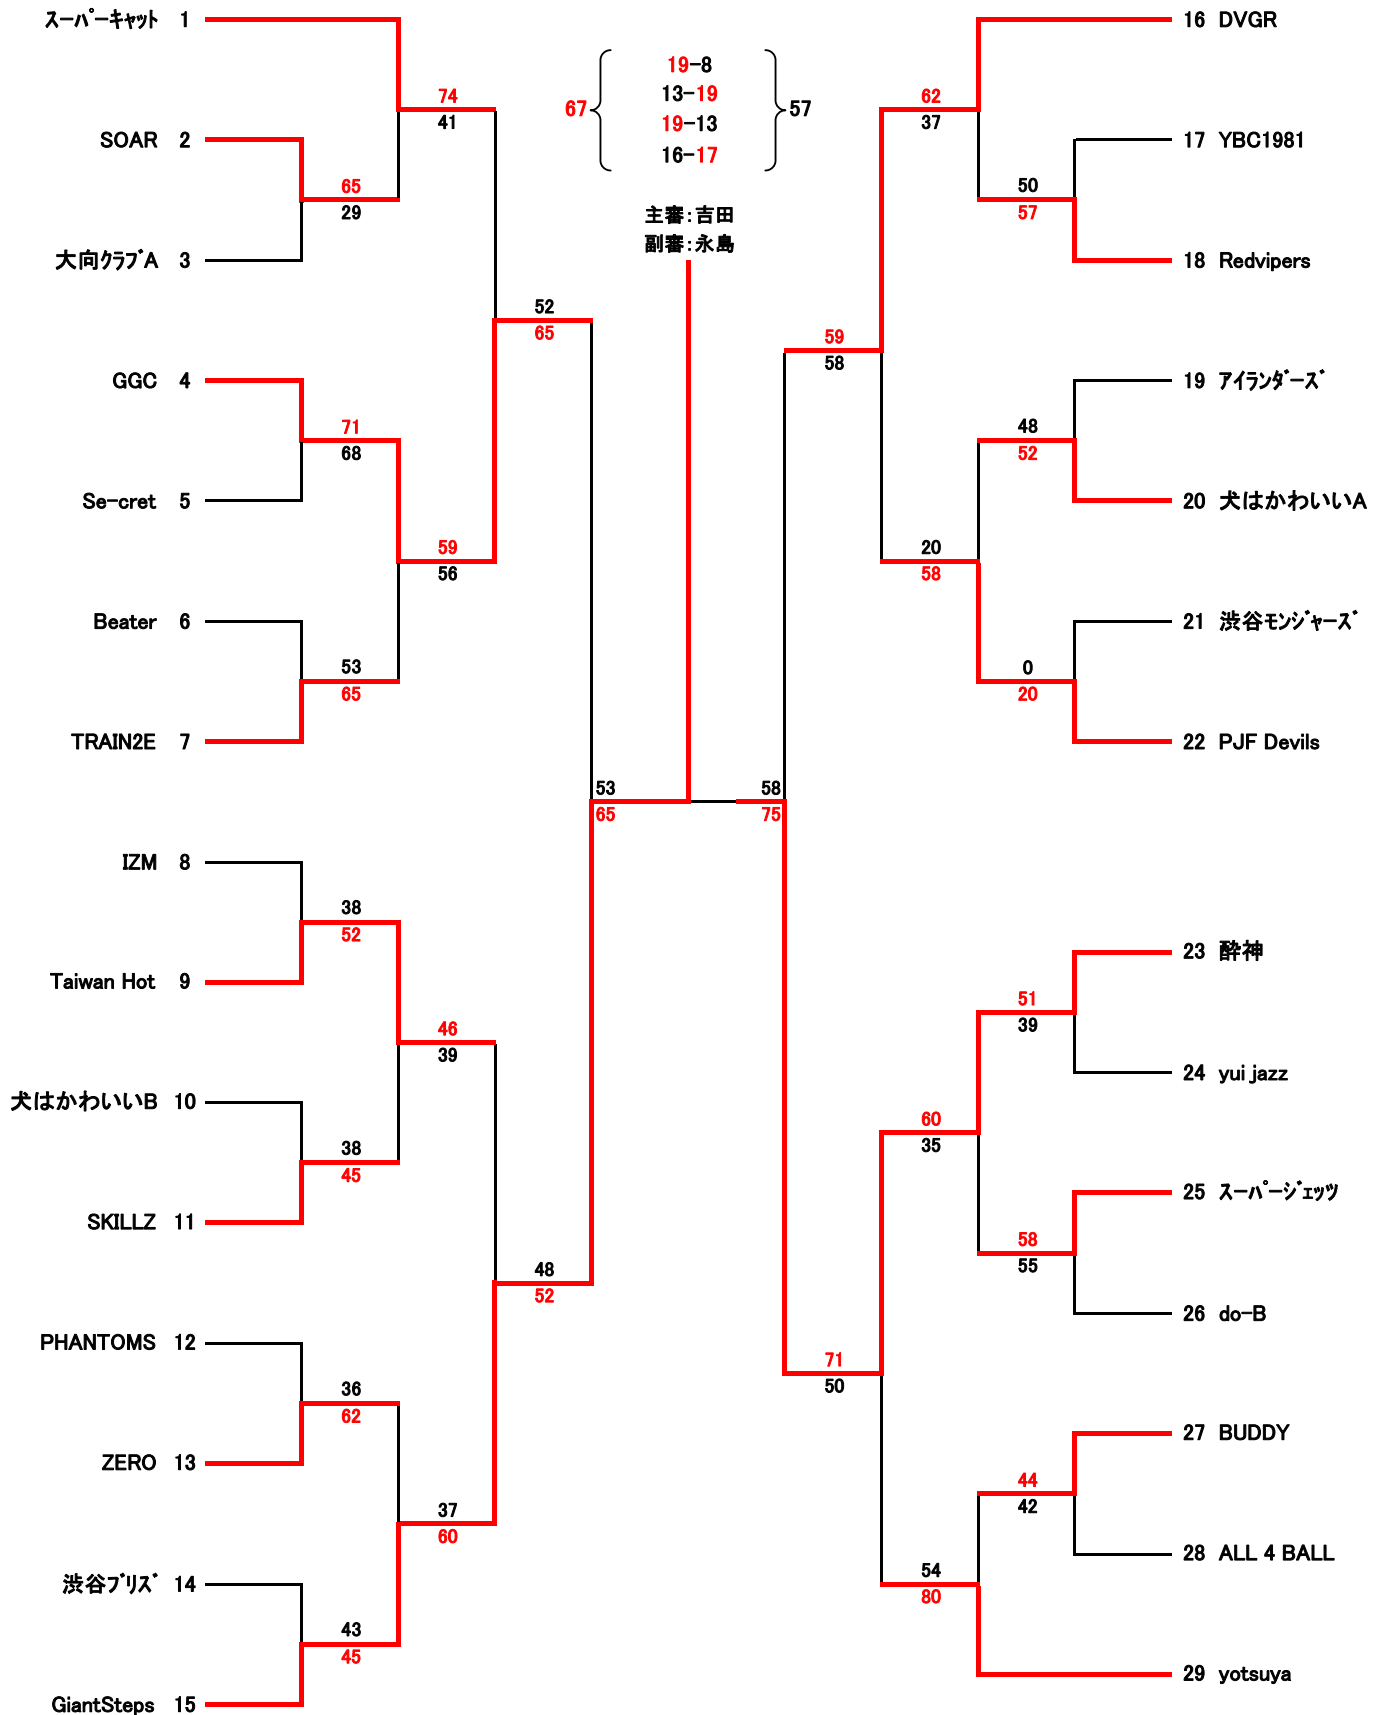 スーパーキャット 1
74
41
SOAR 2
65
29
大向クラブA 3
52
65
GGC 4
71
68
Se-cret 5
59
56
Beater 6
53
65
TRAIN2E 7
53
65
IZM 8
38
52
Taiwan Hot 9
46
39
犬はかわいいB 10
38
45
SKILLZ 11
48
52
PHANTOMS 12
36
62
ZERO 13
37
60
渋谷ブリズ 14
43
45
GiantSteps 15
67
19-8
13-19
19-13
16-17
57
主審:吉田
副審:永島
16 DVGR
62
37
17 YBC1981
50
57
18 Redvipers
59
58
19 アイランダーズ
48
52
20 犬はかわいいA
20
58
21 渋谷モンジャーズ
0
20
22 PJF Devils
58
75
23 酔神
51
39
24 yui jazz
60
35
25 スーパージェッツ
58
55
26 do-B
71
50
27 BUDDY
44
42
28 ALL 4 BALL
54
80
29 yotsuya